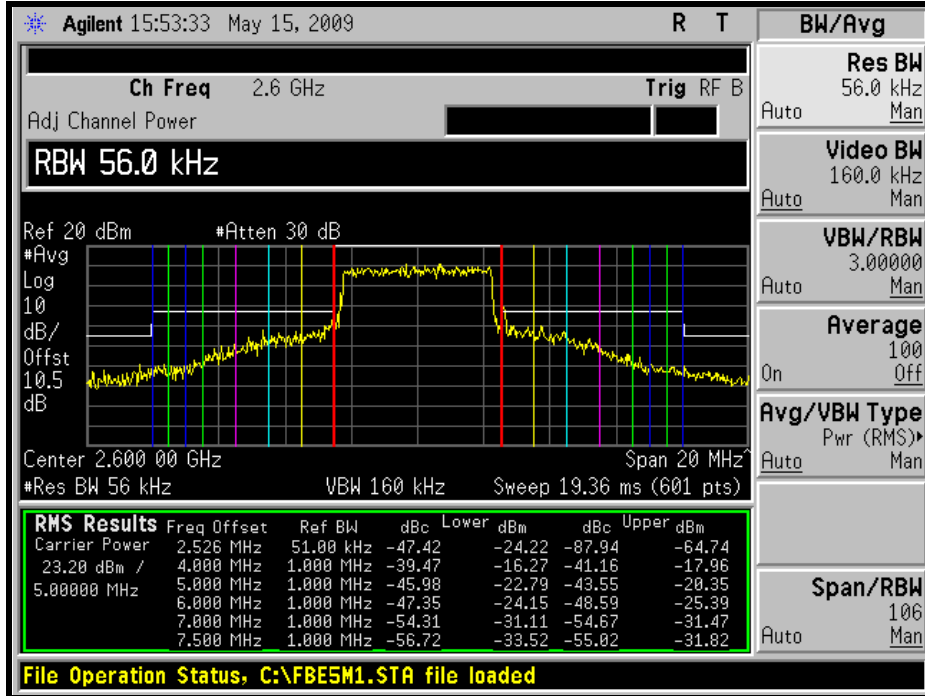 Agilent 15:53:33 May 15, 2009 R T
Ch Freq 2.6 GHz Trig RF B
Adj Channel Power
RBW 56.0 kHz
Ref 20 dBm #Atten 30 dB
#Avg
Log
10
dB/
Offst
10.5
dB
Center 2.600 00 GHz Span 20 MHz^
#Res BW 56 kHz VBW 160 kHz Sweep 19.36 ms (601 pts)
RMS Results Freq Offset Ref BW dBc Lower dBm dBc Upper dBm
Carrier Power 2.526 MHz 51.00 kHz -47.42 -24.22 -87.94 -64.74
23.20 dBm / 4.000 MHz 1.000 MHz -39.47 -16.27 -41.16 -17.96
5.00000 MHz 5.000 MHz 1.000 MHz -45.98 -22.79 -43.55 -20.35
6.000 MHz 1.000 MHz -47.35 -24.15 -48.59 -25.39
7.000 MHz 1.000 MHz -54.31 -31.11 -54.67 -31.47
7.500 MHz 1.000 MHz -56.72 -33.52 -55.02 -31.82
File Operation Status, C:\FBE5M1.STA file loaded
BW/Avg
Res BW
56.0 kHz
Auto Man
Video BW
160.0 kHz
Auto Man
VBW/RBW
3.00000
Auto Man
Average
100
On Off
Avg/VBW Type
Pwr (RMS)▸
Auto Man
Span/RBW
106
Auto Man